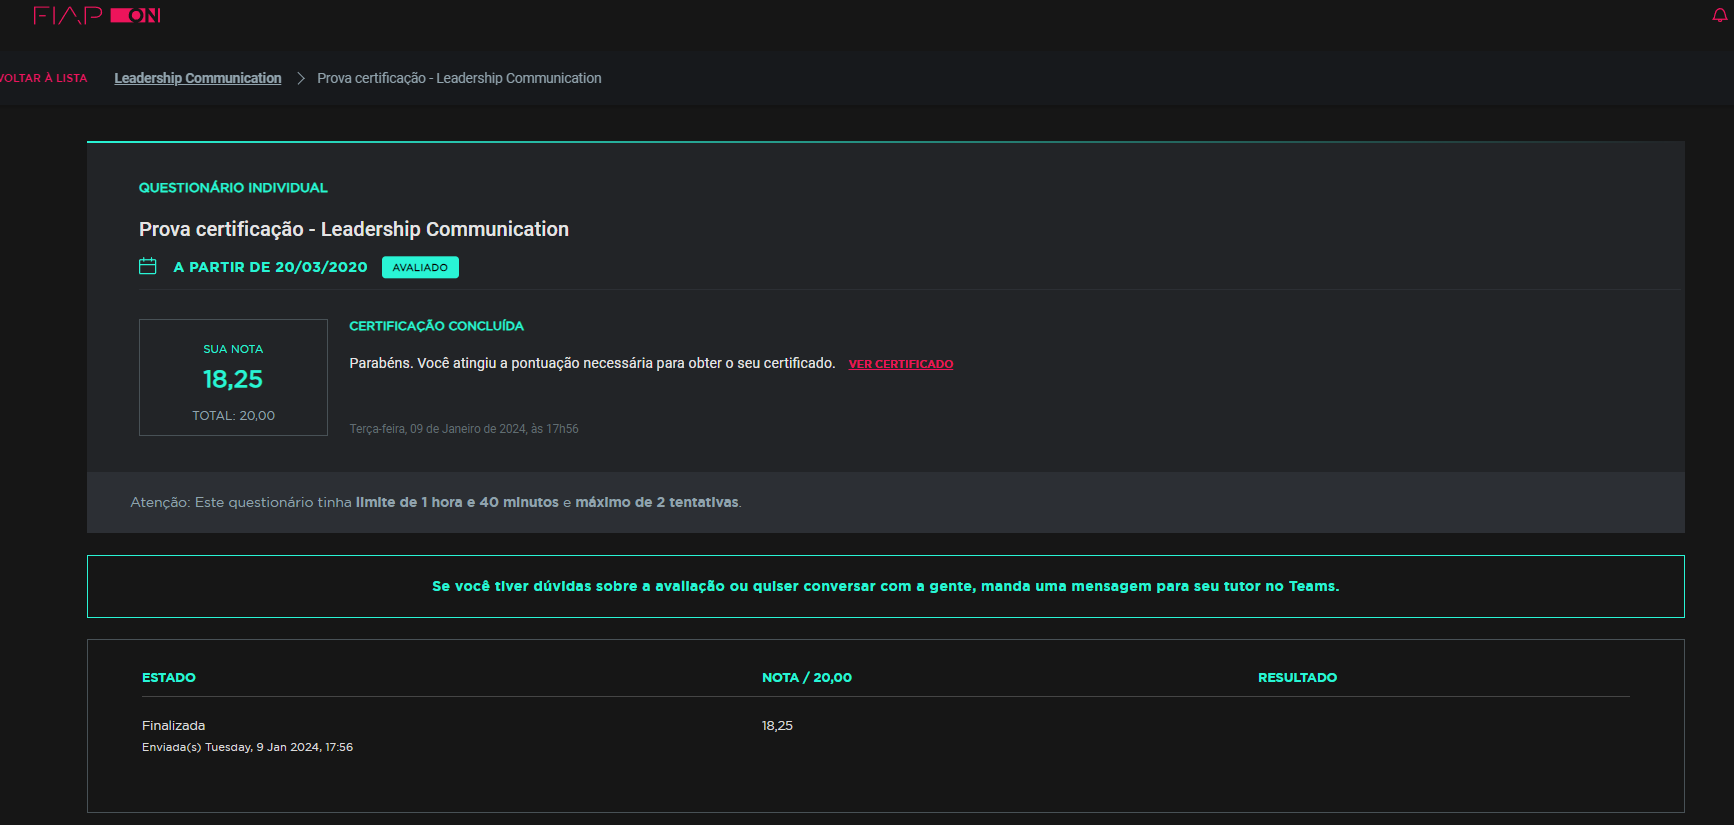 FIAP ON
VOLTAR À LISTA
Leadership Communication > Prova certificação - Leadership Communication
QUESTIONÁRIO INDIVIDUAL
Prova certificação - Leadership Communication
A PARTIR DE 20/03/2020 AVALIADO
SUA NOTA
18,25
TOTAL: 20,00
CERTIFICAÇÃO CONCLUÍDA
Parabéns. Você atingiu a pontuação necessária para obter o seu certificado. VER CERTIFICADO
Terça-feira, 09 de Janeiro de 2024, às 17h56
Atenção: Este questionário tinha limite de 1 hora e 40 minutos e máximo de 2 tentativas.
Se você tiver dúvidas sobre a avaliação ou quiser conversar com a gente, manda uma mensagem para seu tutor no Teams.
ESTADO NOTA / 20,00 RESULTADO
Finalizada 18,25
Enviada(s) Tuesday, 9 Jan 2024, 17:56